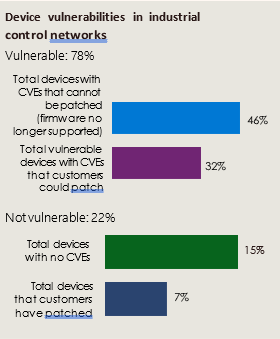 Device vulnerabilities in industrial
control networks
Vulnerable: 78%
Total devices with
CVEs that cannot
be patched
(firmware no
longer supported)
46%
Total vulnerable
devices with CVEs
that customers
could patch
32%
Not vulnerable: 22%
Total devices
with no CVEs
15%
Total devices
that customers
have patched
7%